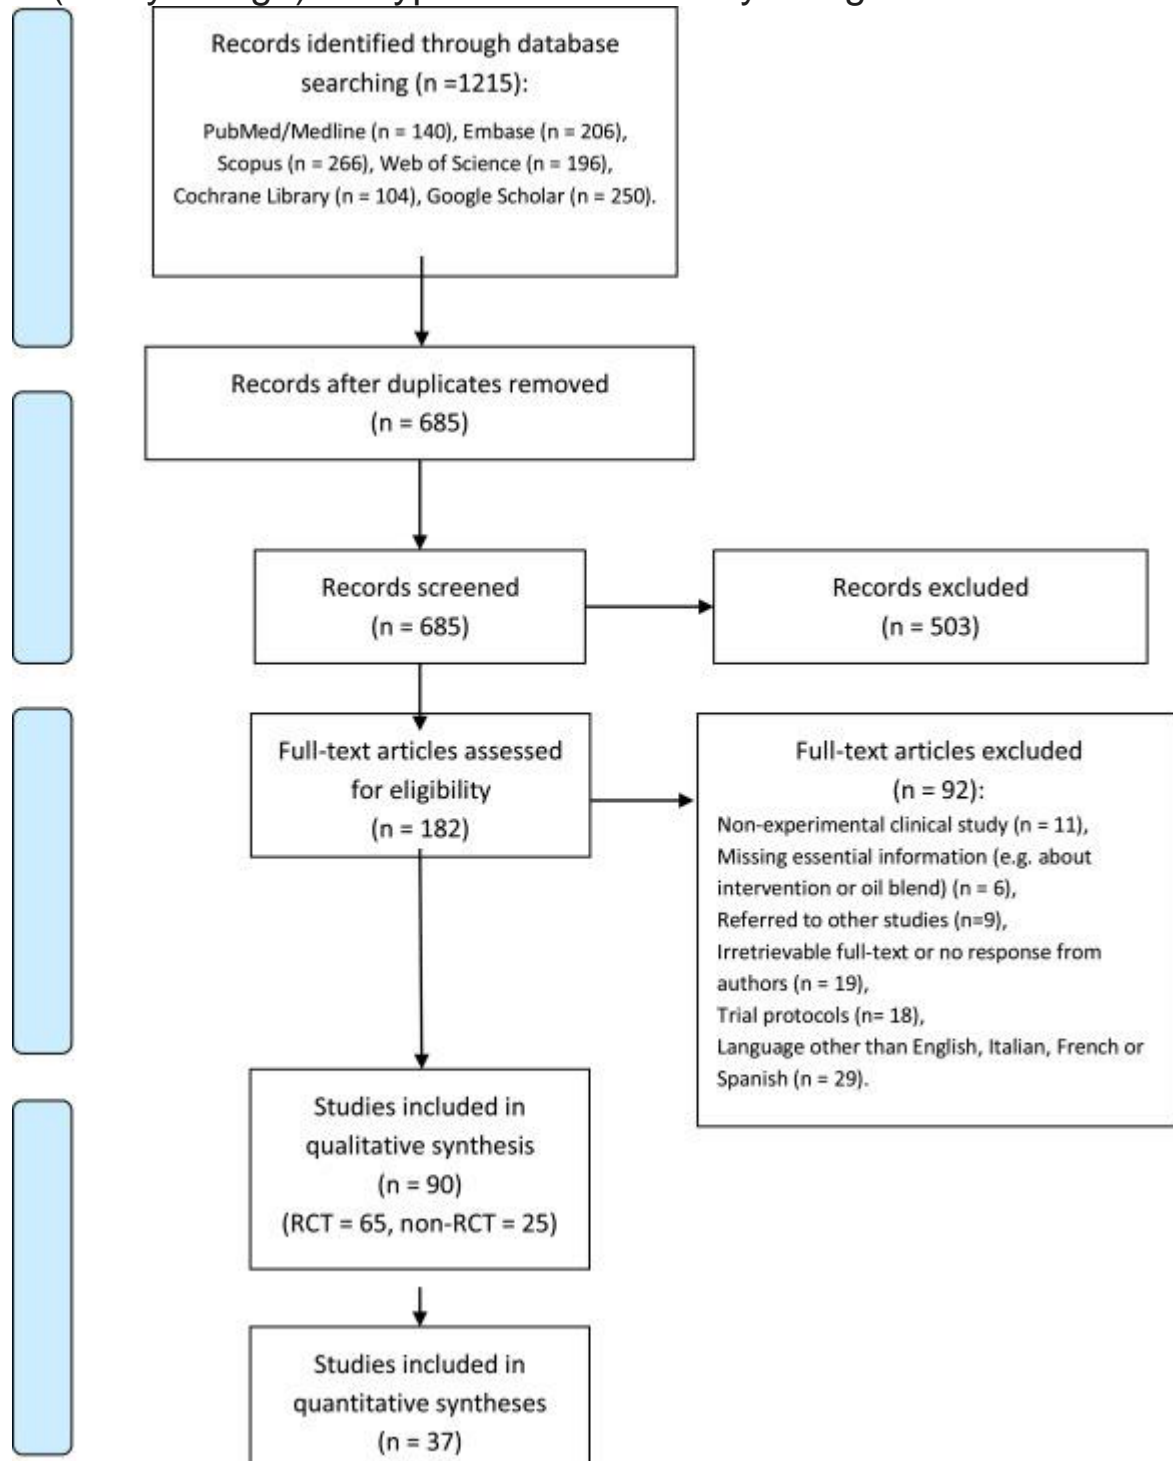 Records identified through database
searching (n =1215):
PubMed/Medline (n = 140), Embase (n = 206),
Scopus (n = 266), Web of Science (n = 196),
Cochrane Library (n = 104), Google Scholar (n = 250).
Records after duplicates removed
(n = 685)
Records screened
(n = 685)
Records excluded
(n = 503)
Full-text articles assessed
for eligibility
(n = 182)
Full-text articles excluded
(n = 92):
Non-experimental clinical study (n = 11),
Missing essential information (e.g. about
intervention or oil blend) (n = 6),
Referred to other studies (n=9),
Irretrievable full-text or no response from
authors (n = 19),
Trial protocols (n= 18),
Language other than English, Italian, French or
Spanish (n = 29).
Studies included in
qualitative synthesis
(n = 90)
(RCT = 65, non-RCT = 25)
Studies included in
quantitative syntheses
(n = 37)